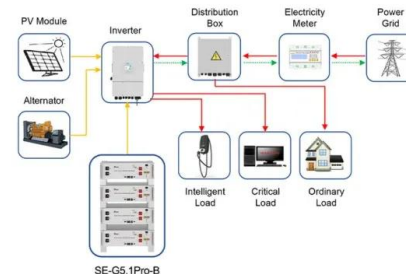 PV Module
Inverter
Distribution
Box
Electricity
Meter
Power
Grid
Alternator
Intelligent
Load
Critical
Load
Ordinary
Load
SE-G5.1Pro-B